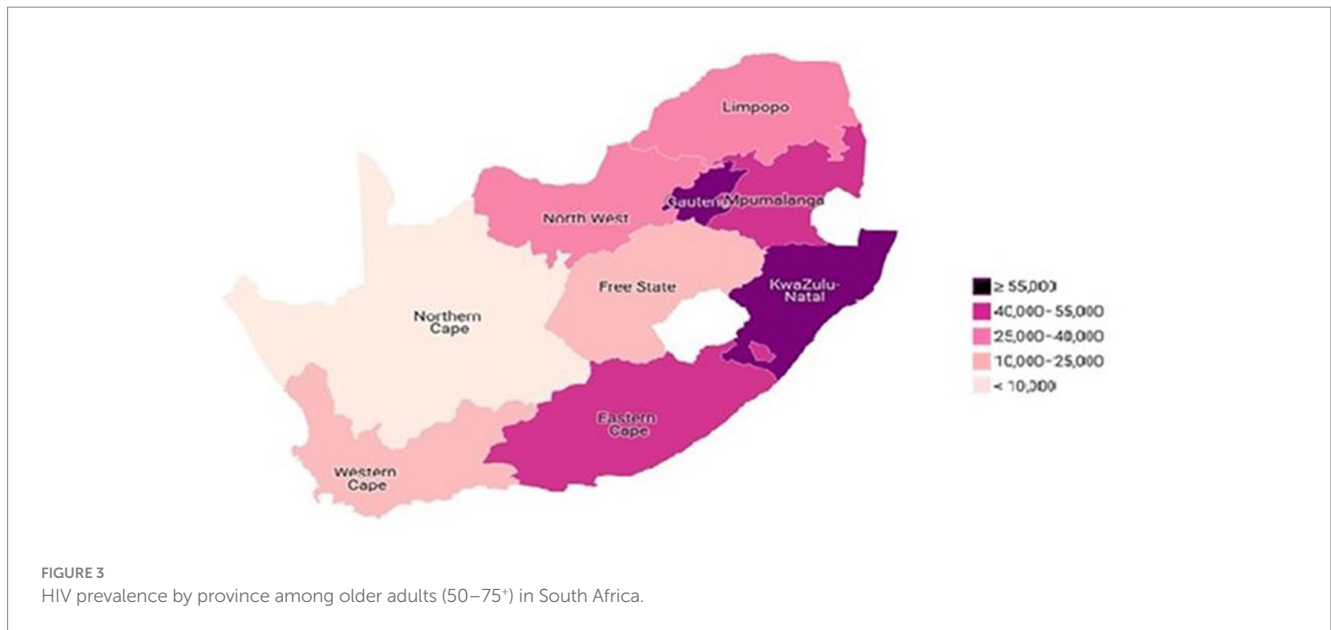 Limpopo
Gauteng
Mpumalanga
North West
Free State
KwaZulu-
Natal
Northern
Cape
Eastern
Cape
Western
Cape
≥ 55,000
40,000-55,000
25,000-40,000
10,000-25,000
< 10,000
FIGURE 3
HIV prevalence by province among older adults (50–75⁺) in South Africa.